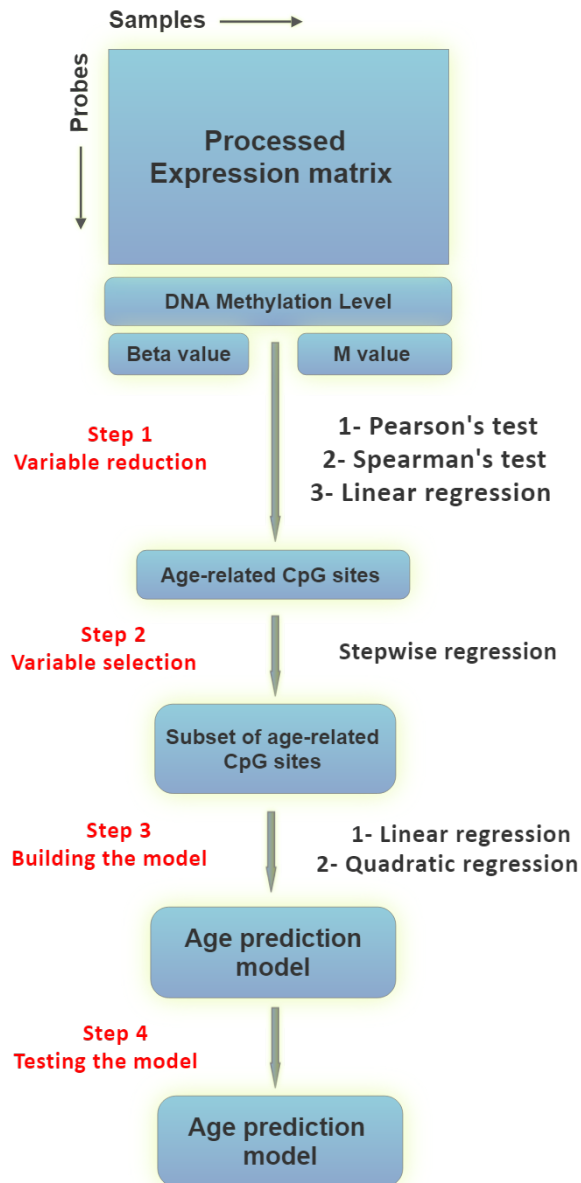 Samples
Probes
Processed
Expression matrix
DNA Methylation Level
Beta value
M value
Step 1
Variable reduction
1- Pearson's test
2- Spearman's test
3- Linear regression
Age-related CpG sites
Step 2
Variable selection
Stepwise regression
Subset of age-related
CpG sites
Step 3
Building the model
1- Linear regression
2- Quadratic regression
Age prediction
model
Step 4
Testing the model
Age prediction
model